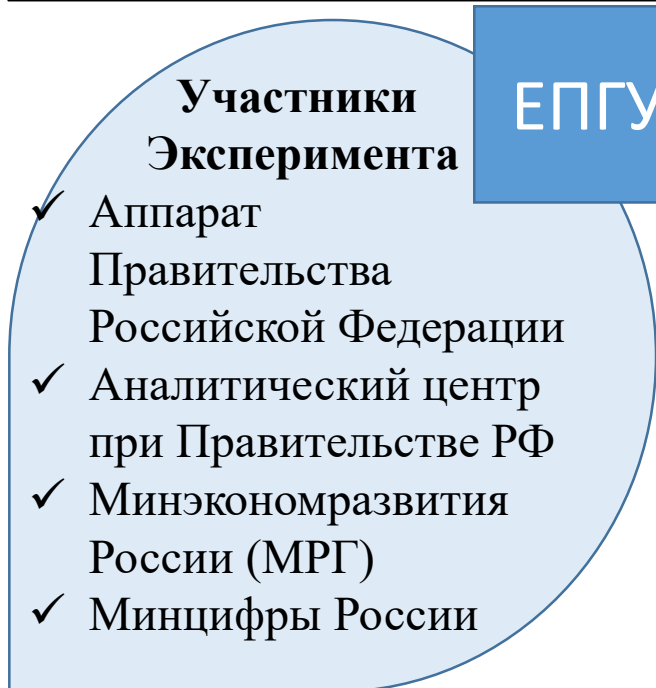 Участники
Эксперимента
ЕПГУ
✓ Аппарат
Правительства
Российской Федерации
✓ Аналитический центр
при Правительстве РФ
✓ Минэкономразвития
России (МРГ)
✓ Минцифры России